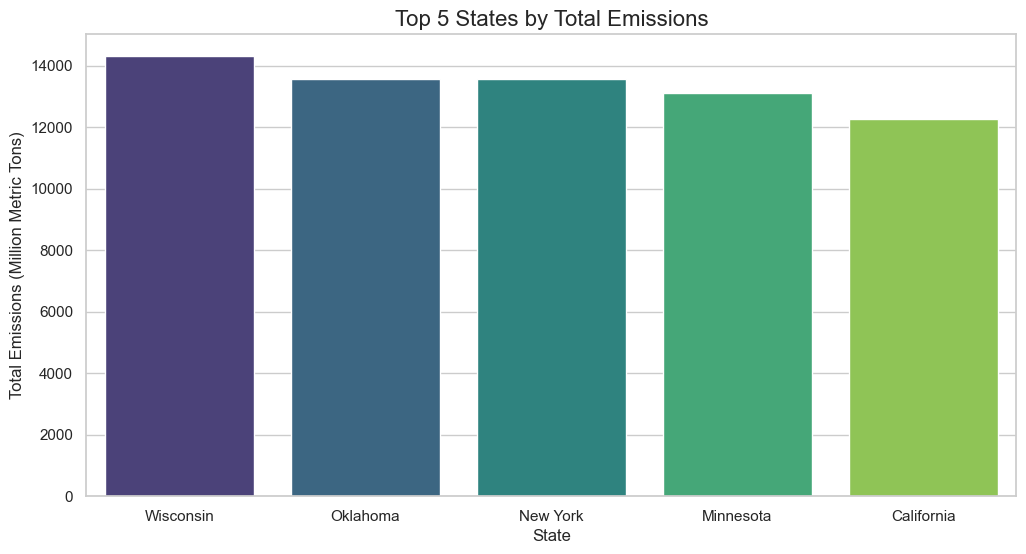 Top 5 States by Total Emissions
Total Emissions (Million Metric Tons)
14000
12000
10000
8000
6000
4000
2000
0
Wisconsin Oklahoma New York Minnesota California
State